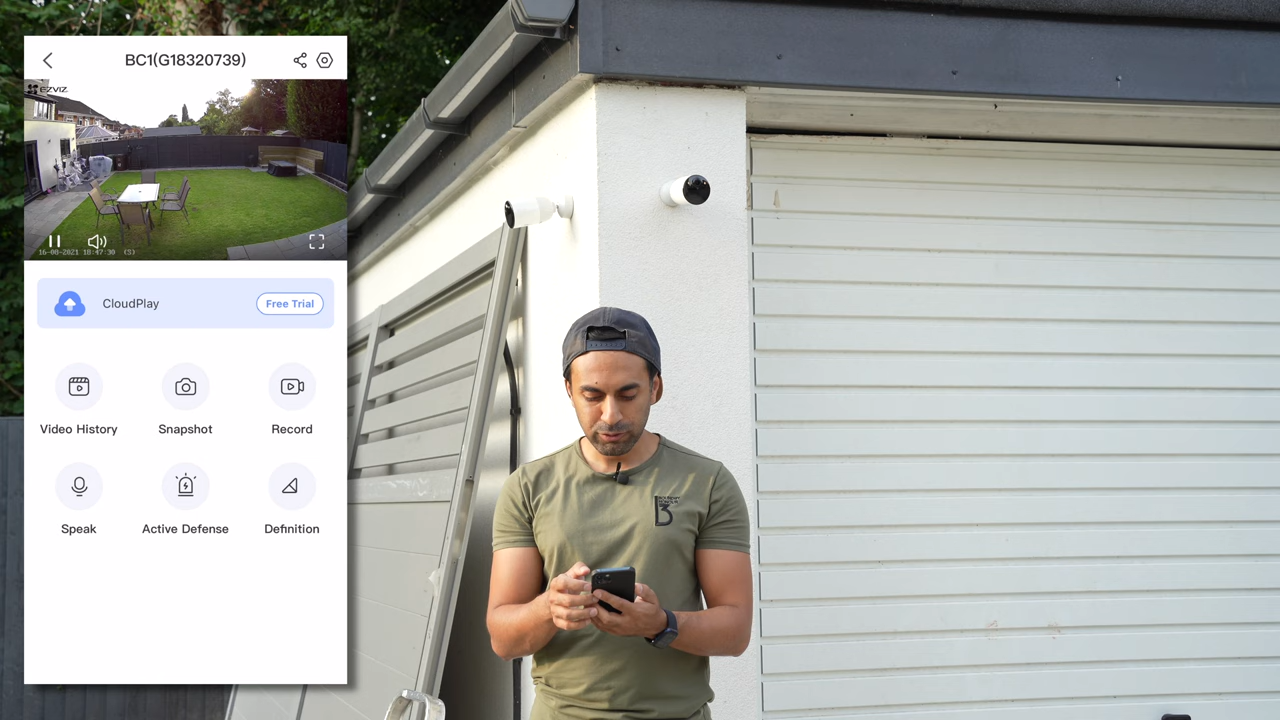 BC1(G18320739)
EZVIZ
16-08-2021 18:47:30 (S)
CloudPlay
Free Trial
Video History
Snapshot
Record
Speak
Active Defense
Definition